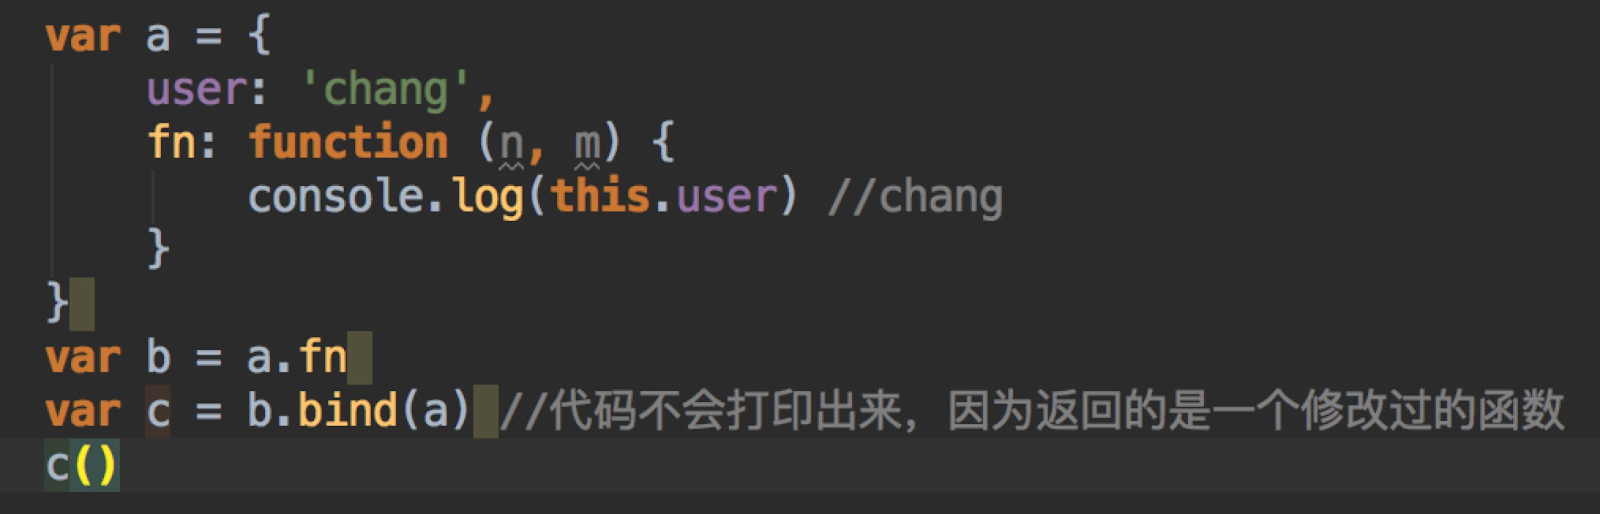 var a = {
    user: 'chang',
    fn: function (n, m) {
        console.log(this.user) //chang
    }
}
var b = a.fn
var c = b.bind(a) //代码不会打印出来，因为返回的是一个修改过的函数
c()